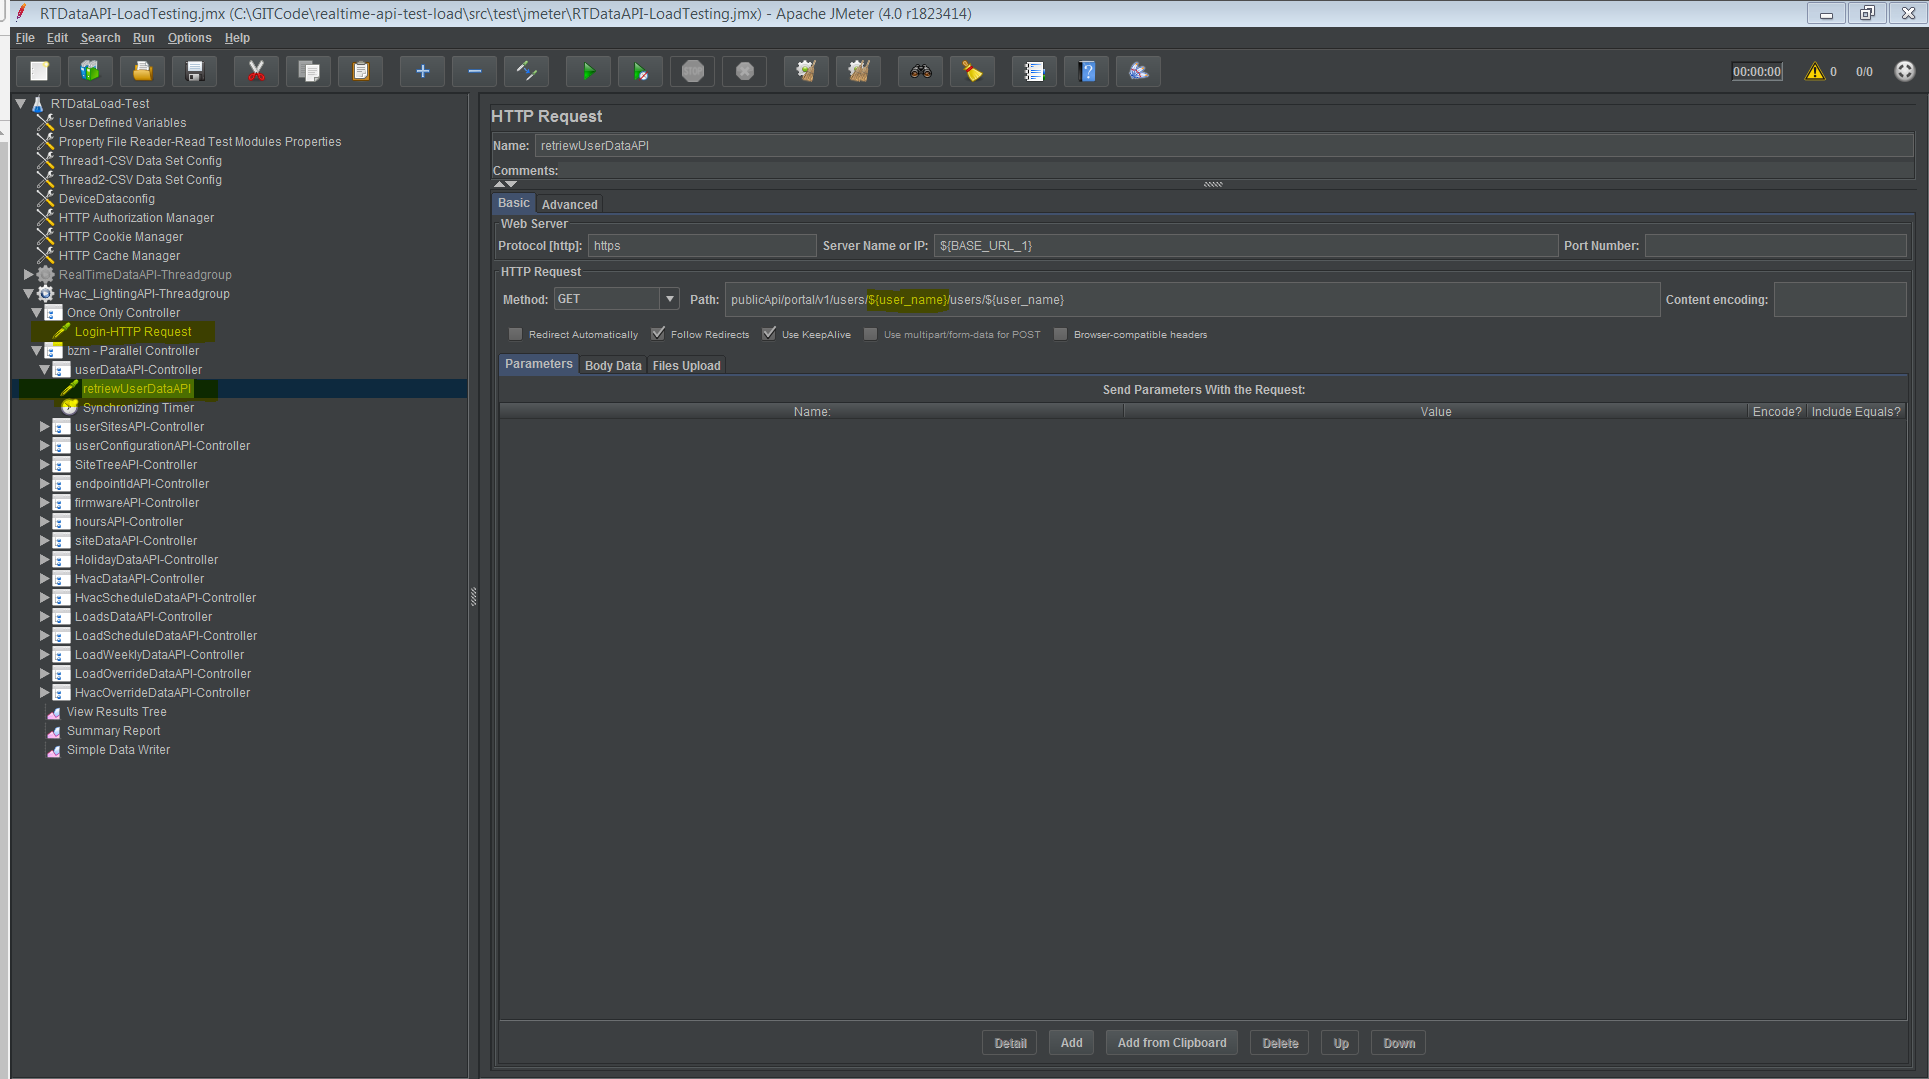 RTDataAPI-LoadTesting.jmx (C:\GITCode\realtime-api-test-load\src\test\jmeter\RTDataAPI-LoadTesting.jmx) - Apache JMeter (4.0 r1823414)
File Edit Search Run Options Help
STOP 00:00:00 0 0/0
RTDataLoad-Test
User Defined Variables
Property File Reader-Read Test Modules Properties
Thread1-CSV Data Set Config
Thread2-CSV Data Set Config
DeviceDataconfig
HTTP Authorization Manager
HTTP Cookie Manager
HTTP Cache Manager
RealTimeDataAPI-Threadgroup
Hvac_LightingAPI-Threadgroup
Once Only Controller
Login-HTTP Request
bzm - Parallel Controller
userDataAPI-Controller
retriewUserDataAPI
Synchronizing Timer
userSitesAPI-Controller
userConfigurationAPI-Controller
SiteTreeAPI-Controller
endpointIdAPI-Controller
firmwareAPI-Controller
hoursAPI-Controller
siteDataAPI-Controller
HolidayDataAPI-Controller
HvacDataAPI-Controller
HvacScheduleDataAPI-Controller
LoadsDataAPI-Controller
LoadScheduleDataAPI-Controller
LoadWeeklyDataAPI-Controller
LoadOverrideDataAPI-Controller
HvacOverrideDataAPI-Controller
View Results Tree
Summary Report
Simple Data Writer
HTTP Request
Name: retriewUserDataAPI
Comments:
Basic Advanced
Web Server
Protocol [http]: https Server Name or IP: ${BASE_URL_1} Port Number:
HTTP Request
Method: GET Path: publicApi/portal/v1/users/${user_name}/users/${user_name} Content encoding:
Redirect Automatically Follow Redirects Use KeepAlive Use multipart/form-data for POST Browser-compatible headers
Parameters Body Data Files Upload
Send Parameters With the Request:
Name: Value Encode? Include Equals?
Detail Add Add from Clipboard Delete Up Down